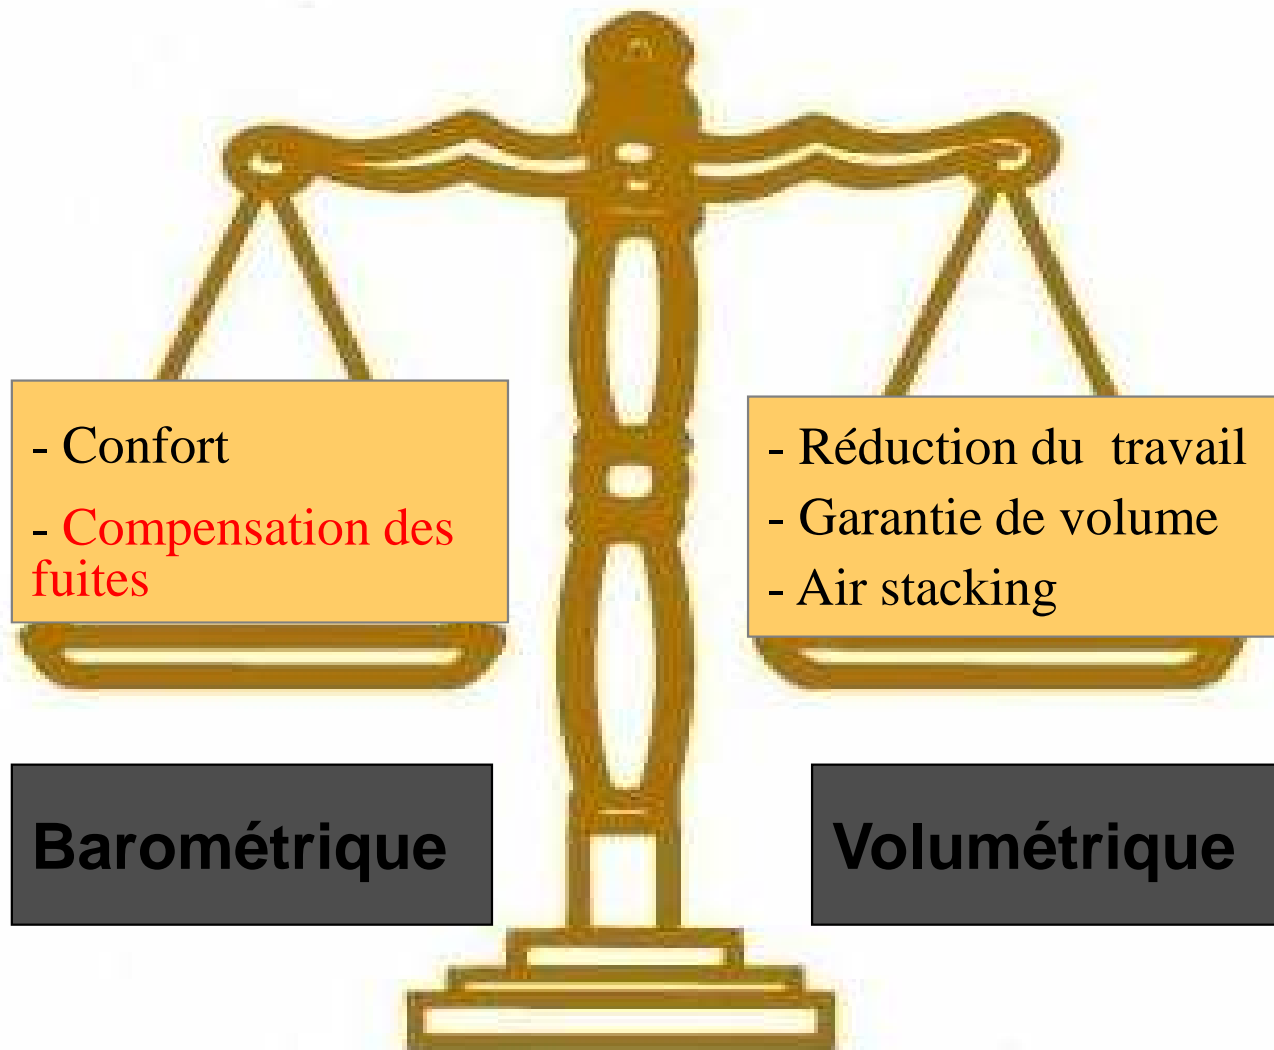 - Confort
- Compensation des
fuites
- Réduction du travail
- Garantie de volume
- Air stacking
Barométrique
Volumétrique